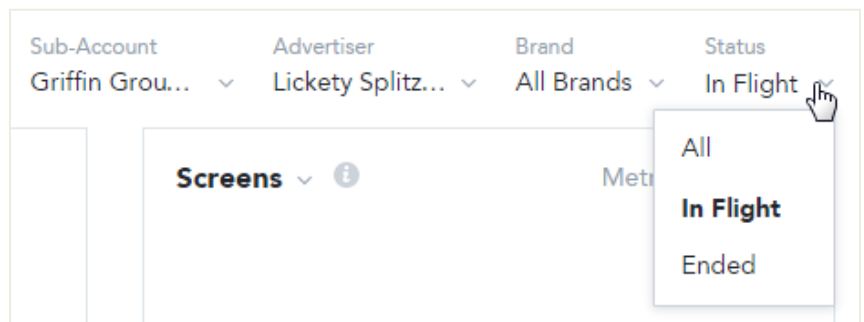 Sub-Account Advertiser Brand Status
Griffin Grou... Lickety Splitz... All Brands In Flight
Screens Metr
All
In Flight
Ended